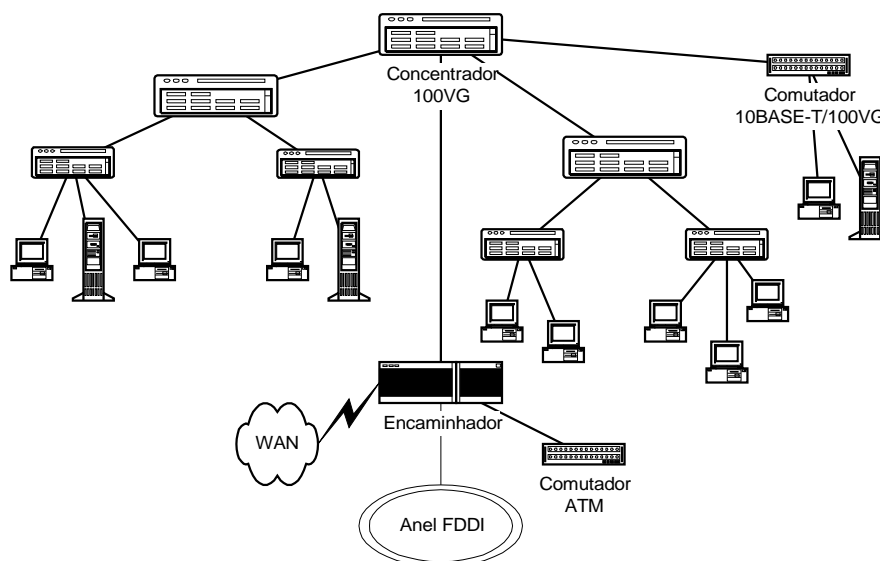 Concentrador
100VG
Comutador
10BASE-T/100VG
Encaminhador
WAN
Comutador
ATM
Anel FDDI